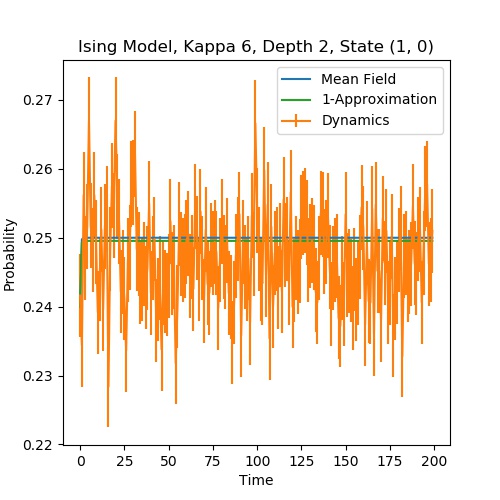 Ising Model, Kappa 6, Depth 2, State (1, 0)
Mean Field
1-Approximation
Dynamics
Probability
0.27
0.26
0.25
0.24
0.23
0.22
0 25 50 75 100 125 150 175 200
Time